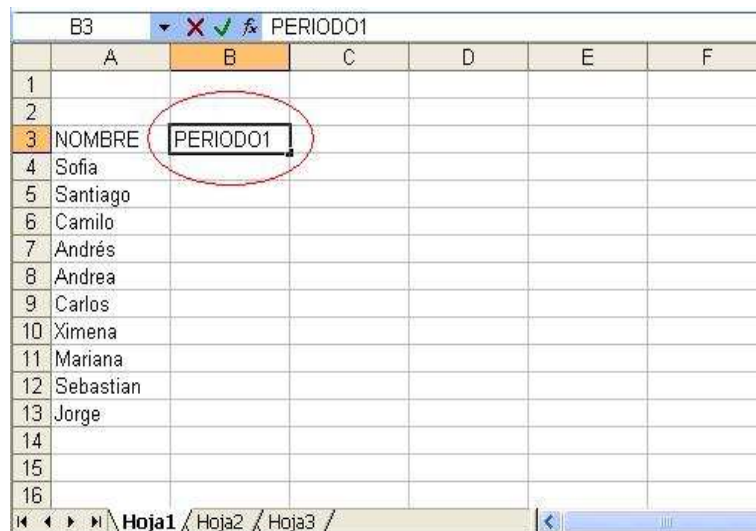 B3 fx PERIODO1
A B C D E F
1
2
3 NOMBRE PERIODO1
4 Sofia
5 Santiago
6 Camilo
7 Andrés
8 Andrea
9 Carlos
10 Ximena
11 Mariana
12 Sebastian
13 Jorge
14
15
16
Hoja1 / Hoja2 / Hoja3 /